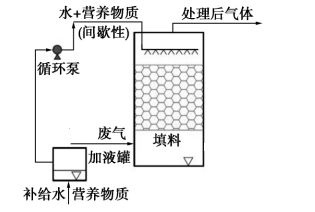 水+营养物质
(间歇性)
处理后气体
循环泵
废气
填料
加液罐
补给水 营养物质